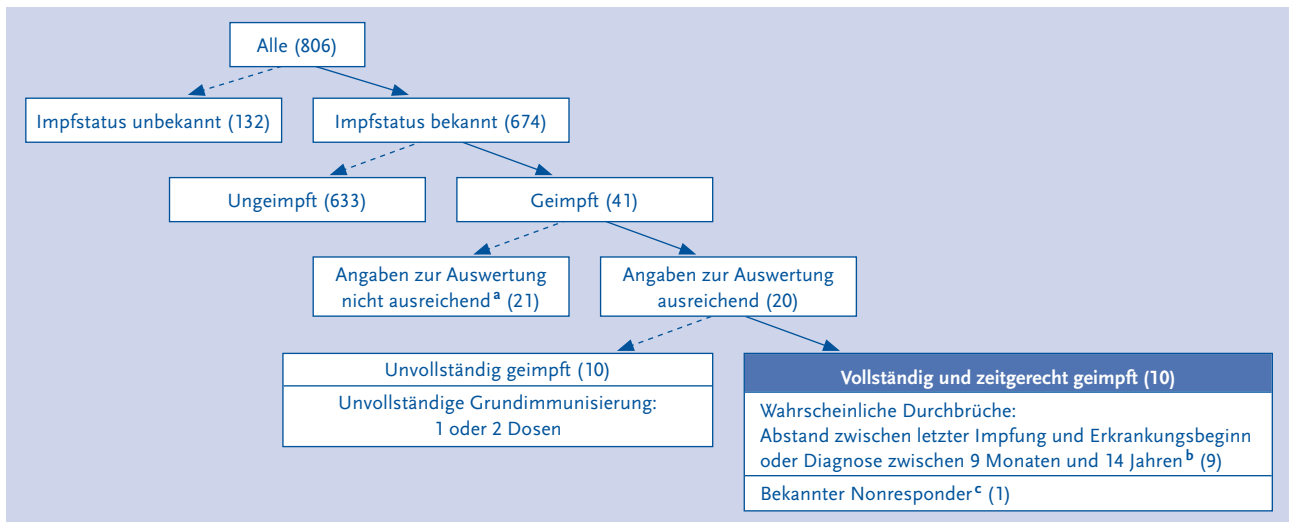 Alle (806)
Impfstatus unbekannt (132)
Impfstatus bekannt (674)
Ungeimpft (633)
Geimpft (41)
Angaben zur Auswertung
nicht ausreichend a (21)
Angaben zur Auswertung
ausreichend (20)
Unvollständig geimpft (10)
Unvollständige Grundimmunisierung:
1 oder 2 Dosen
Vollständig und zeitgerecht geimpft (10)
Wahrscheinliche Durchbrüche:
Abstand zwischen letzter Impfung und Erkrankungsbeginn
oder Diagnose zwischen 9 Monaten und 14 Jahren b (9)
Bekannter Nonresponder c (1)